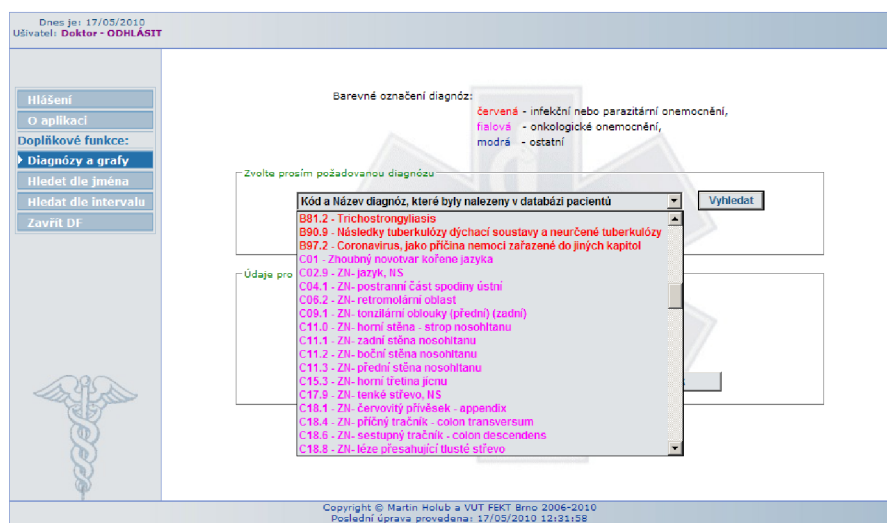 Dnes je: 17/05/2010
Uživatel: Doktor - ODHLÁSIT
Hlášení
O aplikaci
Doplňkové funkce:
Diagnózy a grafy
Hledet dle jména
Hledat dle intervalu
Zavřít DF
Barevné označení diagnóz:
červená - infekční nebo parazitární onemocnění,
fialová - onkologické onemocnění,
modrá - ostatní
Zvolte prosím požadovanou diagnózu
Kód a Název diagnóz, které byly nalezeny v databázi pacientů
Vyhledat
B81.2 - Trichostrongyliasis
B90.9 - Následky tuberkulózy dýchací soustavy a neurčené tuberkulózy
B97.2 - Coronavirus, jako příčina nemoci zařazené do jiných kapitol
C01 - Zhoubný novotvar kořene jazyka
C02.9 - ZN- jazyk, NS
C04.1 - ZN- postranní část spodiny ústní
C06.2 - ZN- retromolární oblast
C09.1 - ZN- tonzilární oblouky (přední) (zadní)
C11.0 - ZN- horní stěna - strop nosohltanu
C11.1 - ZN- zadní stěna nosohltanu
C11.2 - ZN- boční stěna nosohltanu
C11.3 - ZN- přední stěna nosohltanu
C15.3 - ZN- horní třetina jícnu
C17.9 - ZN- tenké střevo, NS
C18.1 - ZN- červovitý přívěsek - appendix
C18.4 - ZN- příčný tračník - colon transversum
C18.6 - ZN- sestupný tračník - colon descendens
C18.8 - ZN- léze přesahující tlusté střevo
Údaje pro
Copyright © Martin Holub a VUT FEKT Brno 2006-2010
Poslední úprava provedena: 17/05/2010 12:31:58